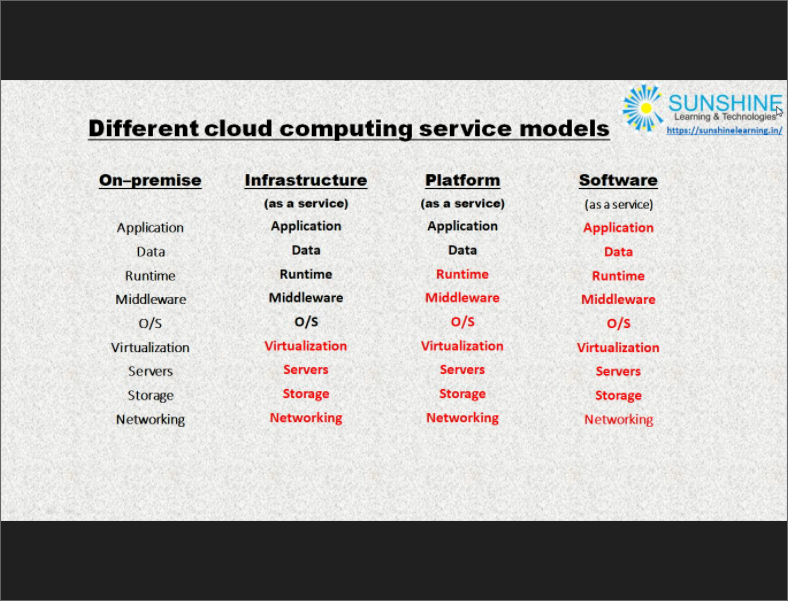 SUNSHINE
Learning & Technologies
https://sunshinelearning.in/
Different cloud computing service models
On–premise Infrastructure Platform Software
(as a service) (as a service) (as a service)
Application Application Application Application
Data Data Data Data
Runtime Runtime Runtime Runtime
Middleware Middleware Middleware Middleware
O/S O/S O/S O/S
Virtualization Virtualization Virtualization Virtualization
Servers Servers Servers Servers
Storage Storage Storage Storage
Networking Networking Networking Networking